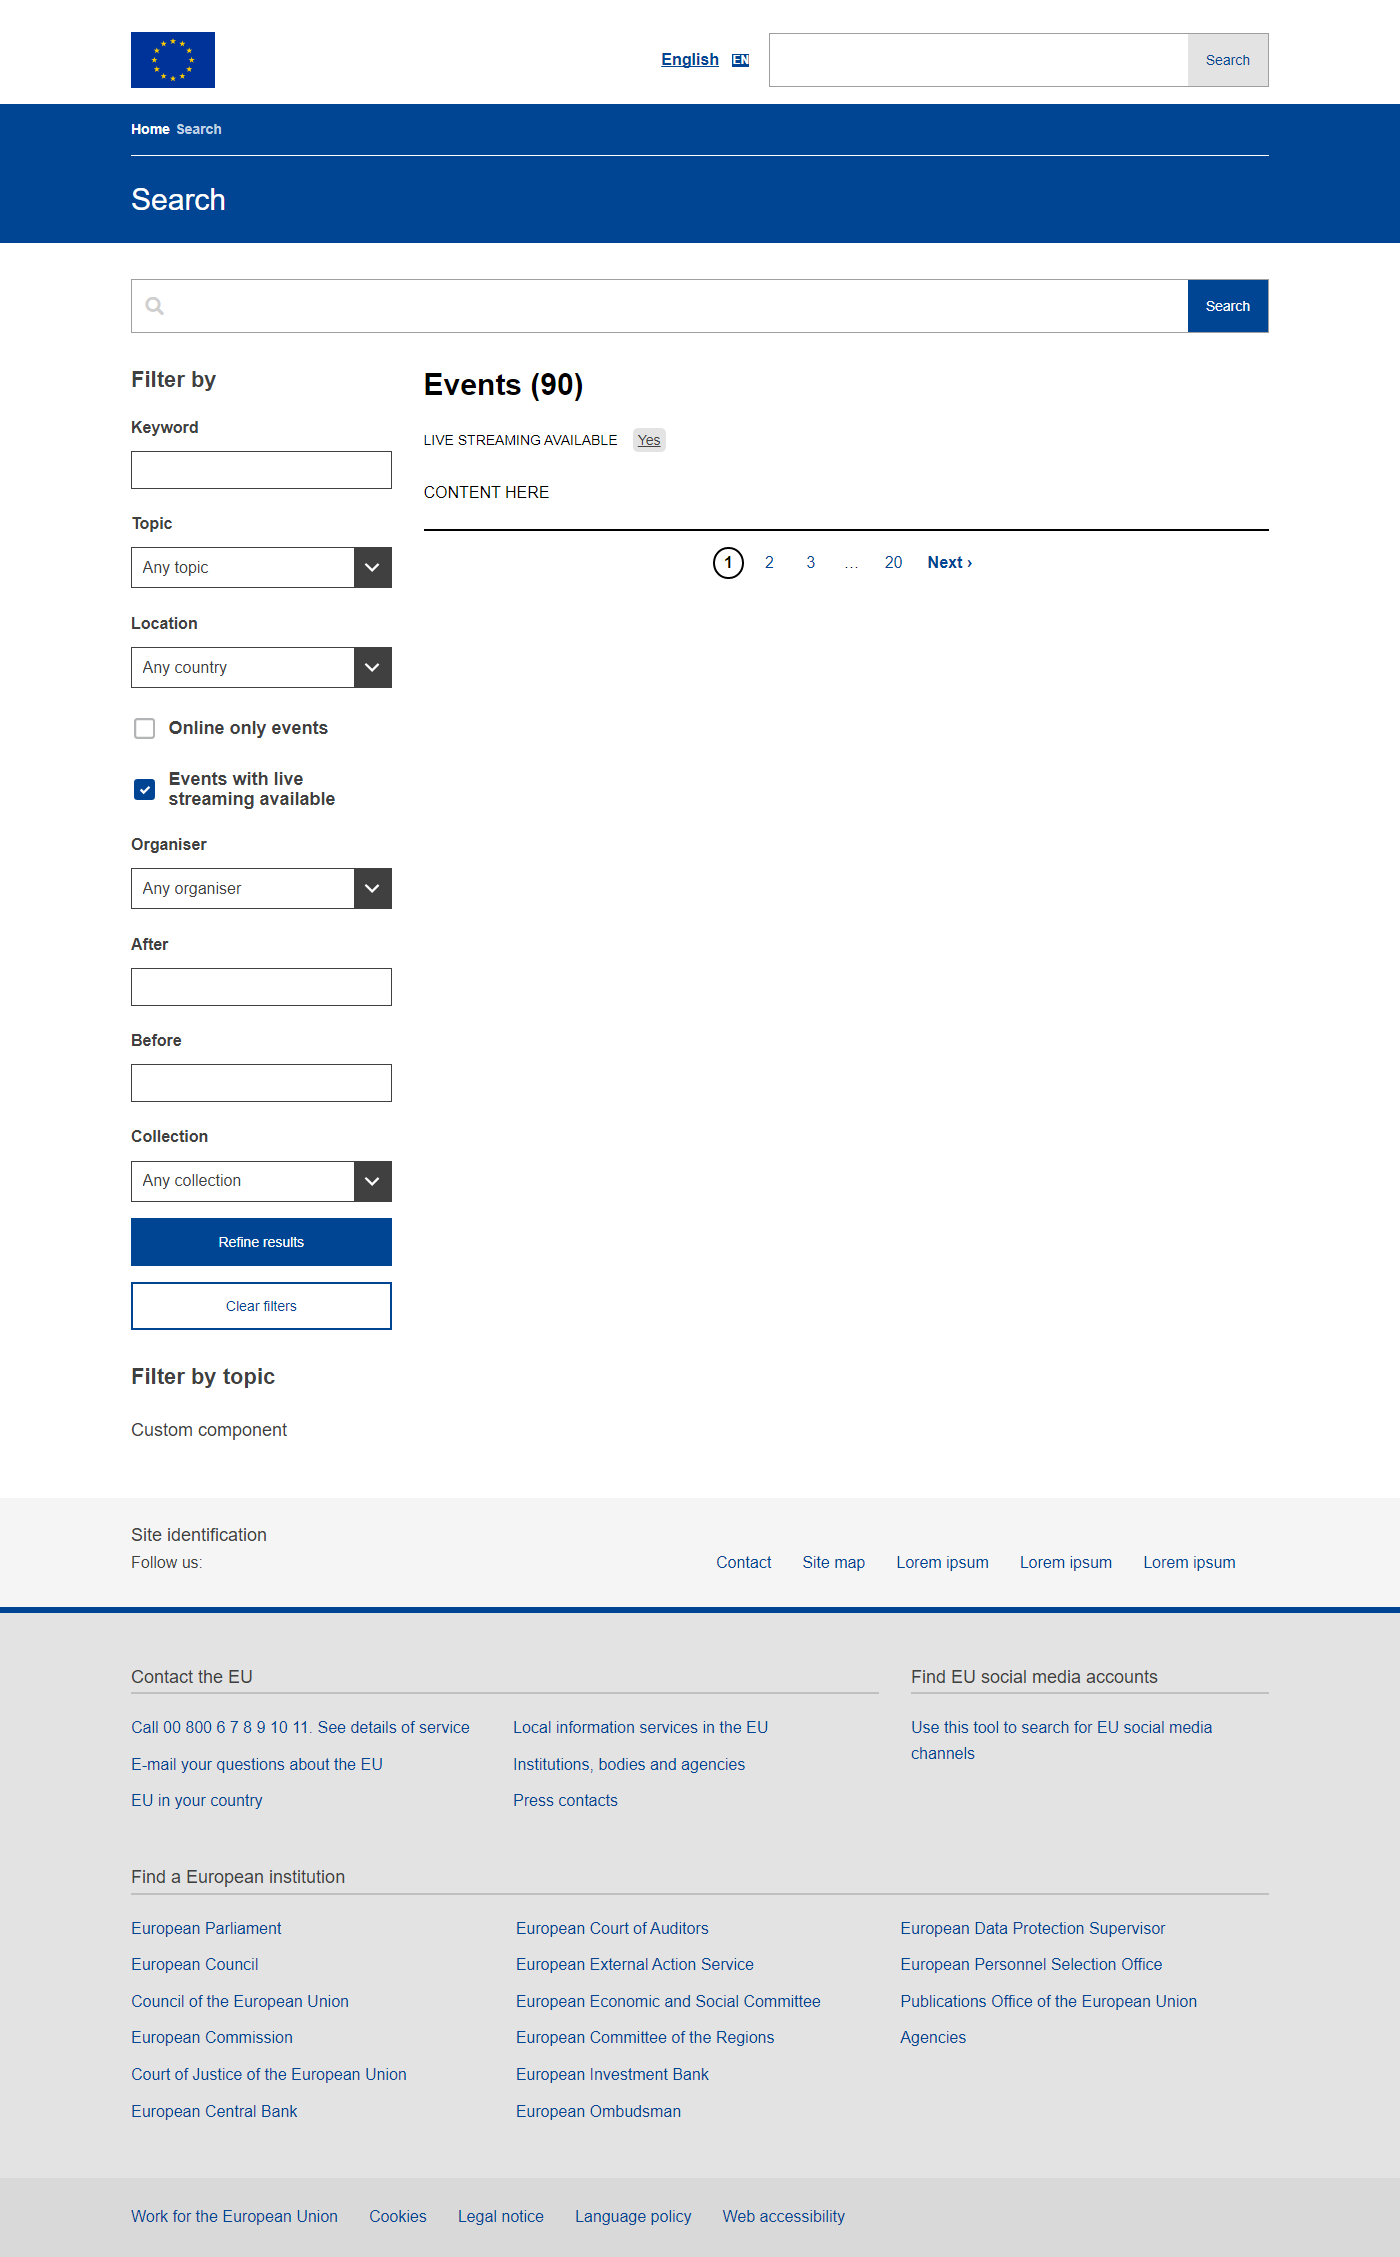 English EN
Search
Home Search
Search
Search
Filter by
Keyword
Topic
Any topic
Location
Any country
Online only events
Events with live
streaming available
Organiser
Any organiser
After
Before
Collection
Any collection
Refine results
Clear filters
Filter by topic
Custom component
Events (90)
LIVE STREAMING AVAILABLE Yes
CONTENT HERE
1 2 3 ... 20 Next ›
Site identification
Follow us:
Contact Site map Lorem ipsum Lorem ipsum Lorem ipsum
Contact the EU
Call 00 800 6 7 8 9 10 11. See details of service
E-mail your questions about the EU
EU in your country
Local information services in the EU
Institutions, bodies and agencies
Press contacts
Find EU social media accounts
Use this tool to search for EU social media
channels
Find a European institution
European Parliament
European Council
Council of the European Union
European Commission
Court of Justice of the European Union
European Central Bank
European Court of Auditors
European External Action Service
European Economic and Social Committee
European Committee of the Regions
European Investment Bank
European Ombudsman
European Data Protection Supervisor
European Personnel Selection Office
Publications Office of the European Union
Agencies
Work for the European Union Cookies Legal notice Language policy Web accessibility